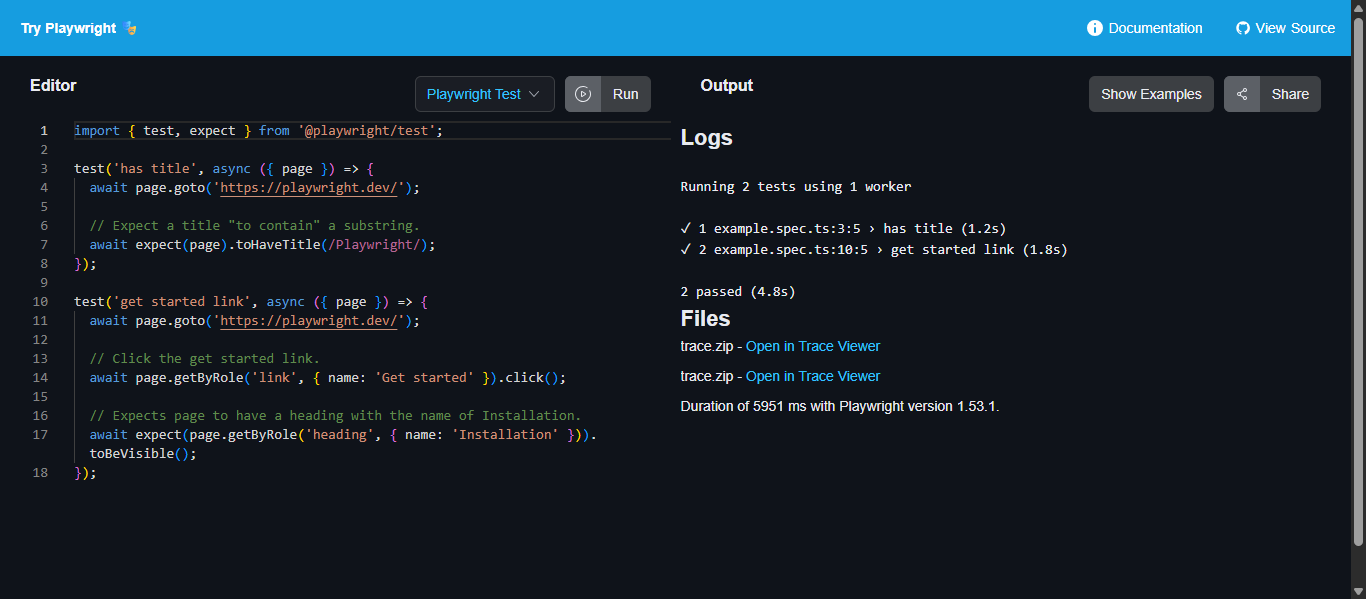 Try Playwright
Documentation
View Source
Editor
Playwright Test
Run
Output
Show Examples
Share
1 import { test, expect } from '@playwright/test';
2
3 test('has title', async ({ page }) => {
4   await page.goto('https://playwright.dev/');
5
6   // Expect a title "to contain" a substring.
7   await expect(page).toHaveTitle(/Playwright/);
8 });
9
10 test('get started link', async ({ page }) => {
11   await page.goto('https://playwright.dev/');
12
13   // Click the get started link.
14   await page.getByRole('link', { name: 'Get started' }).click();
15
16   // Expects page to have a heading with the name of Installation.
17   await expect(page.getByRole('heading', { name: 'Installation' })).
toBeVisible();
18 });
Logs
Running 2 tests using 1 worker
✓ 1 example.spec.ts:3:5 › has title (1.2s)
✓ 2 example.spec.ts:10:5 › get started link (1.8s)
2 passed (4.8s)
Files
trace.zip - Open in Trace Viewer
trace.zip - Open in Trace Viewer
Duration of 5951 ms with Playwright version 1.53.1.